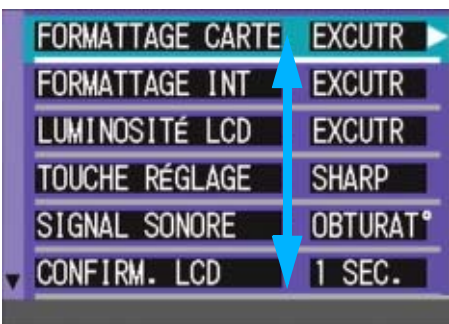 FORMATTAGE CARTE EXCUTR
FORMATTAGE INT EXCUTR
LUMINOSITÉ LCD EXCUTR
TOUCHE RÉGLAGE SHARP
SIGNAL SONORE OBTURAT°
CONFIRM. LCD 1 SEC.